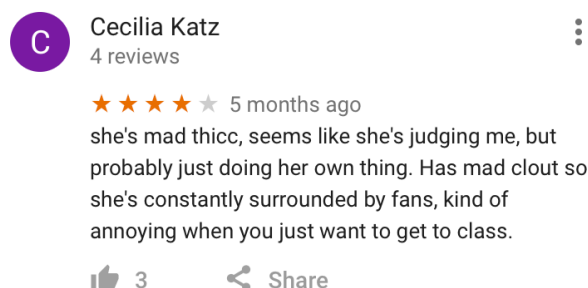 C
Cecilia Katz
4 reviews
5 months ago
she's mad thicc, seems like she's judging me, but
probably just doing her own thing. Has mad clout so
she's constantly surrounded by fans, kind of
annoying when you just want to get to class.
3 Share